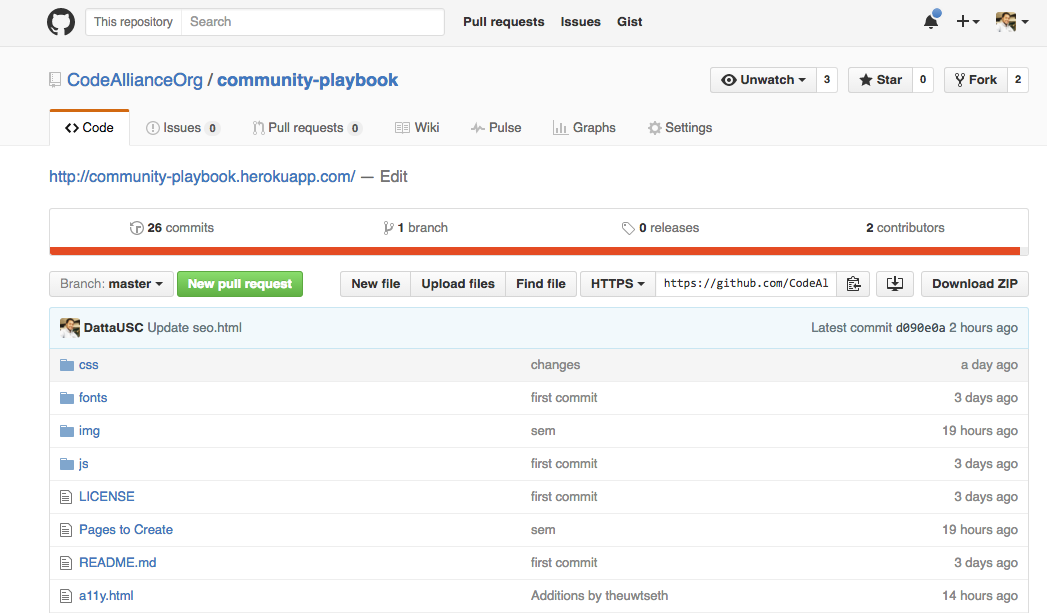 This repository Search Pull requests Issues Gist
CodeAllianceOrg / community-playbook Unwatch 3 Star 0 Fork 2
Code Issues 0 Pull requests 0 Wiki Pulse Graphs Settings
http://community-playbook.herokuapp.com/ — Edit
26 commits 1 branch 0 releases 2 contributors
Branch: master New pull request New file Upload files Find file HTTPS https://github.com/CodeAl Download ZIP
DattaUSC Update seo.html Latest commit d090e0a 2 hours ago
css changes a day ago
fonts first commit 3 days ago
img sem 19 hours ago
js first commit 3 days ago
LICENSE first commit 3 days ago
Pages to Create sem 19 hours ago
README.md first commit 3 days ago
a11y.html Additions by theuwtseth 14 hours ago